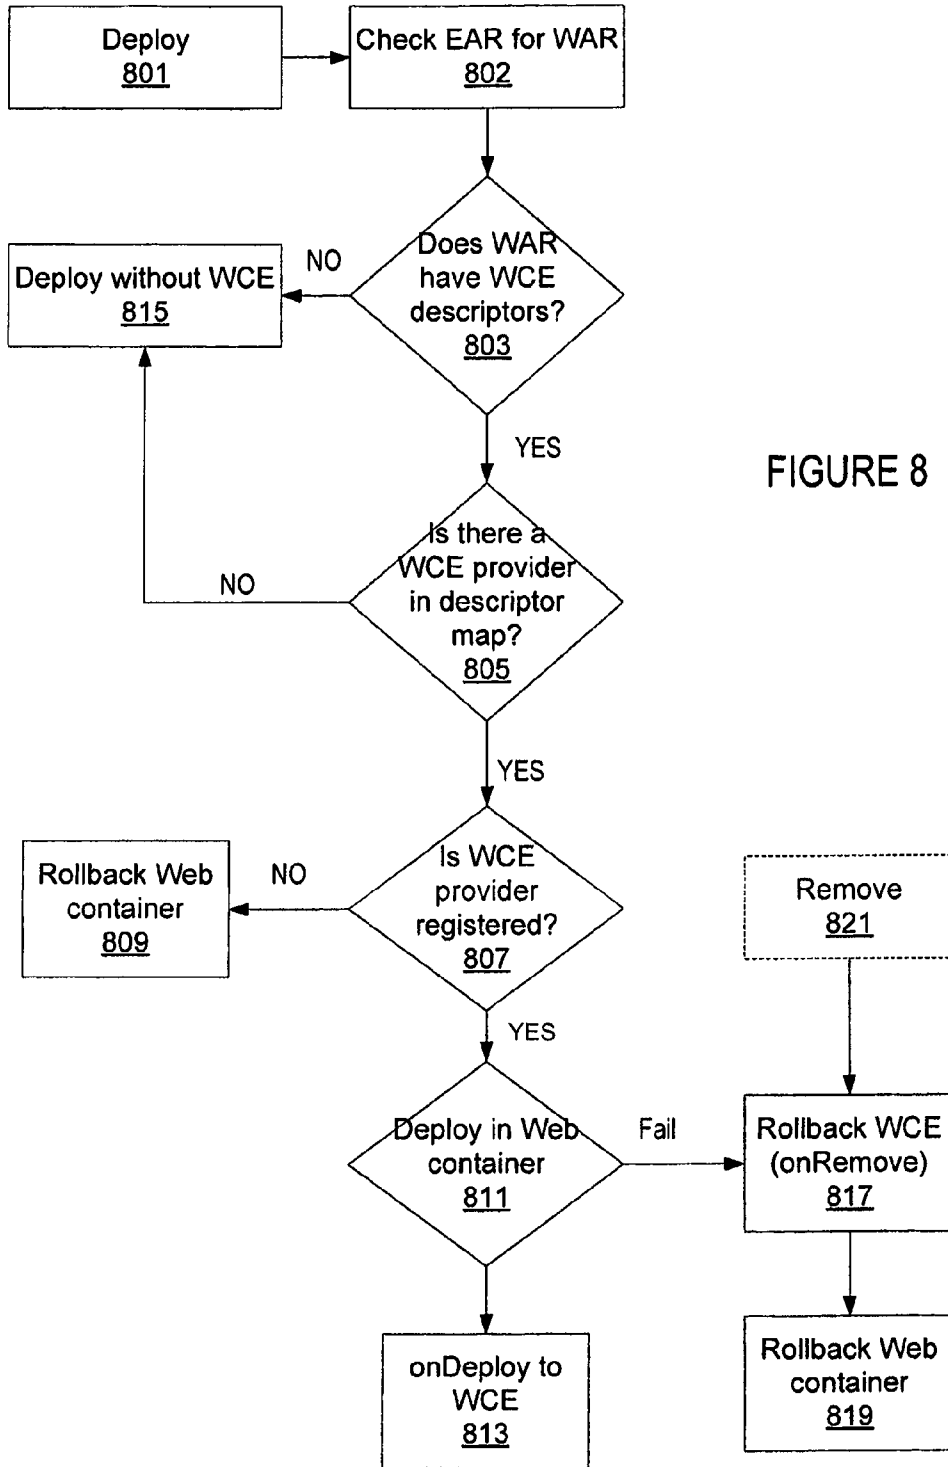 Deploy
801
Check EAR for WAR
802
Does WAR
have WCE
descriptors?
803
NO
Deploy without WCE
815
YES
FIGURE 8
Is there a
WCE provider
in descriptor
map?
805
NO
YES
Is WCE
provider
registered?
807
NO
Rollback Web
container
809
Remove
821
YES
Deploy in Web
container
811
Fail
Rollback WCE
(onRemove)
817
onDeploy to
WCE
813
Rollback Web
container
819